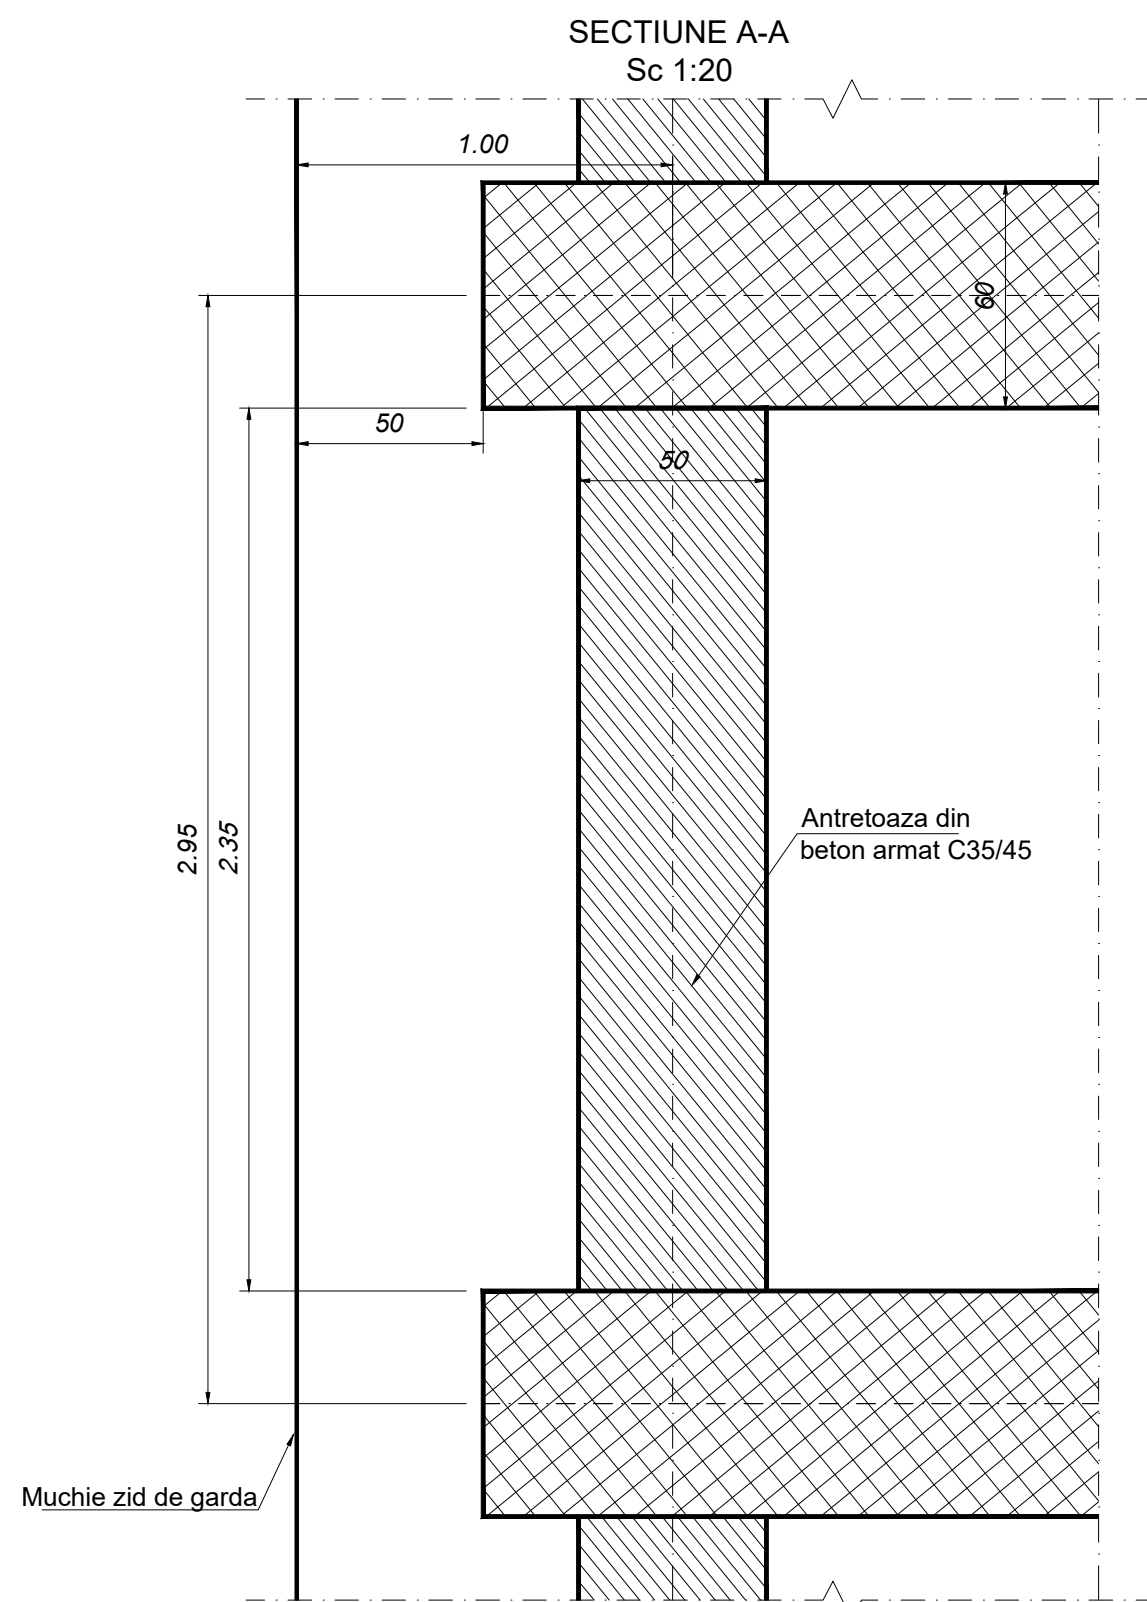 SECTIUNE A-A
Sc 1:20
1.00
60
50
50
2.95
2.35
Antretoaza din
beton armat C35/45
Muchie zid de garda